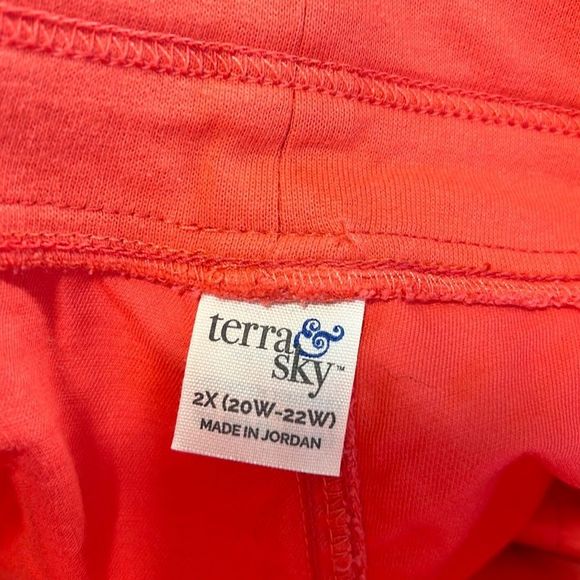 terra &
sky™
2X (20W-22W)
MADE IN JORDAN